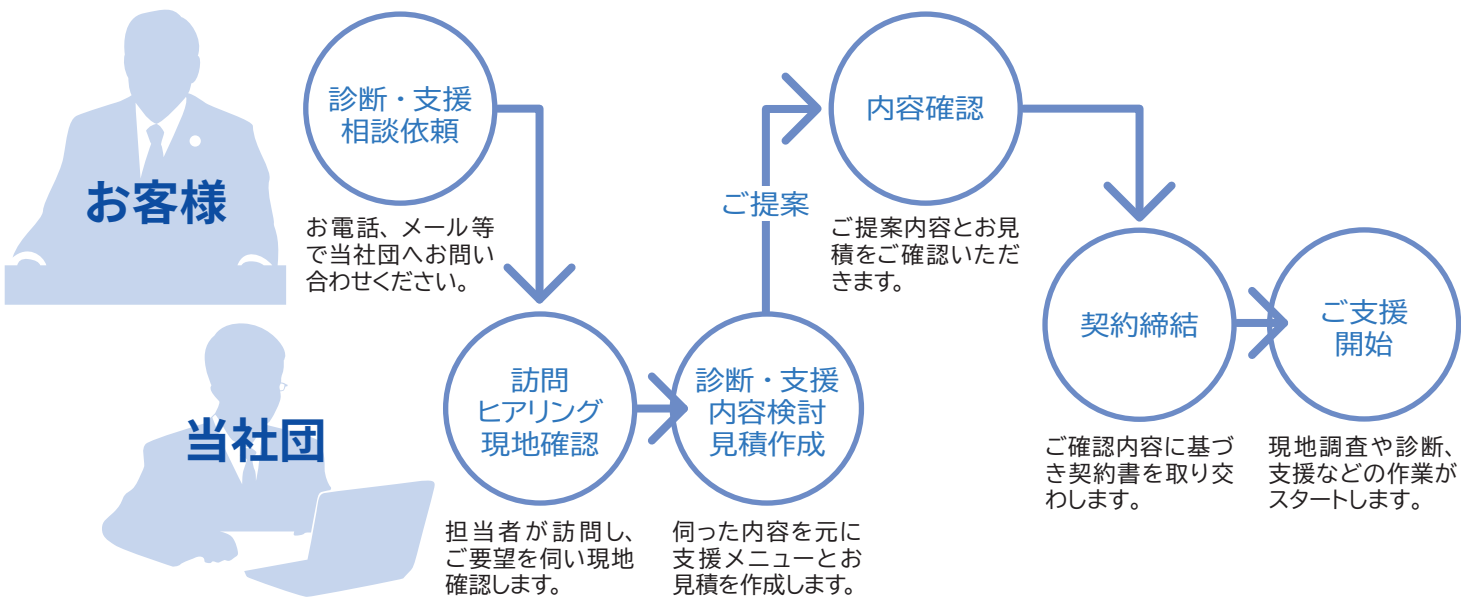 お客様
診断・支援
相談依頼
お電話、メール等
で当社団へお問い
合わせください。
当社団
訪問
ヒアリング
現地確認
担当者が訪問し、
ご要望を伺い現地
確認します。
診断・支援
内容検討
見積作成
伺った内容を元に
支援メニューとお
見積を作成します。
ご提案
内容確認
ご提案内容とお見
積をご確認いただ
きます。
契約締結
ご確認内容に基づ
き契約書を取り交
わします。
ご支援
開始
現地調査や診断、
支援などの作業が
スタートします。